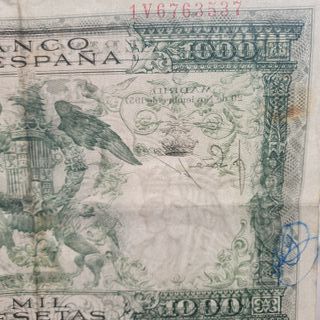 1V6763537
ANCO 1000
ESPAÑA
MADRID
MIL
ESETAS 1000